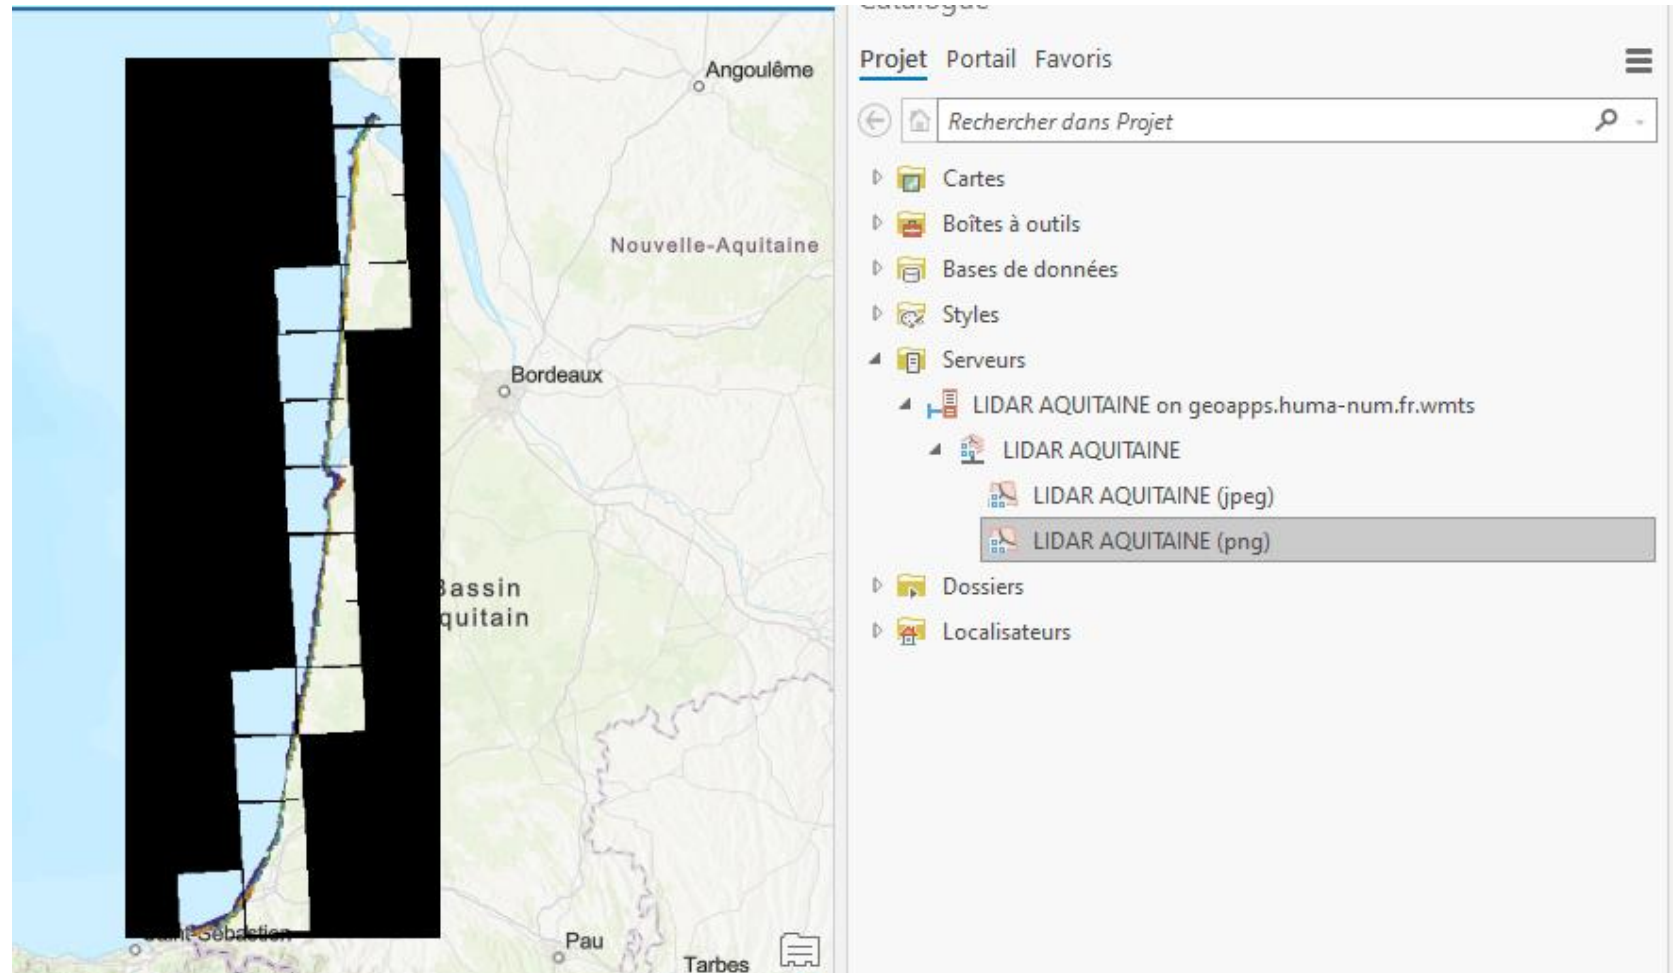 Catalogue
Projet Portail Favoris
Rechercher dans Projet
Cartes
Boîtes à outils
Bases de données
Styles
Serveurs
LIDAR AQUITAINE on geoapps.huma-num.fr.wmts
LIDAR AQUITAINE
LIDAR AQUITAINE (jpeg)
LIDAR AQUITAINE (png)
Dossiers
Localisateurs
Angoulême
Nouvelle-Aquitaine
Bordeaux
Bassin
quitain
Saint-Sébastien
Pau
Tarbes